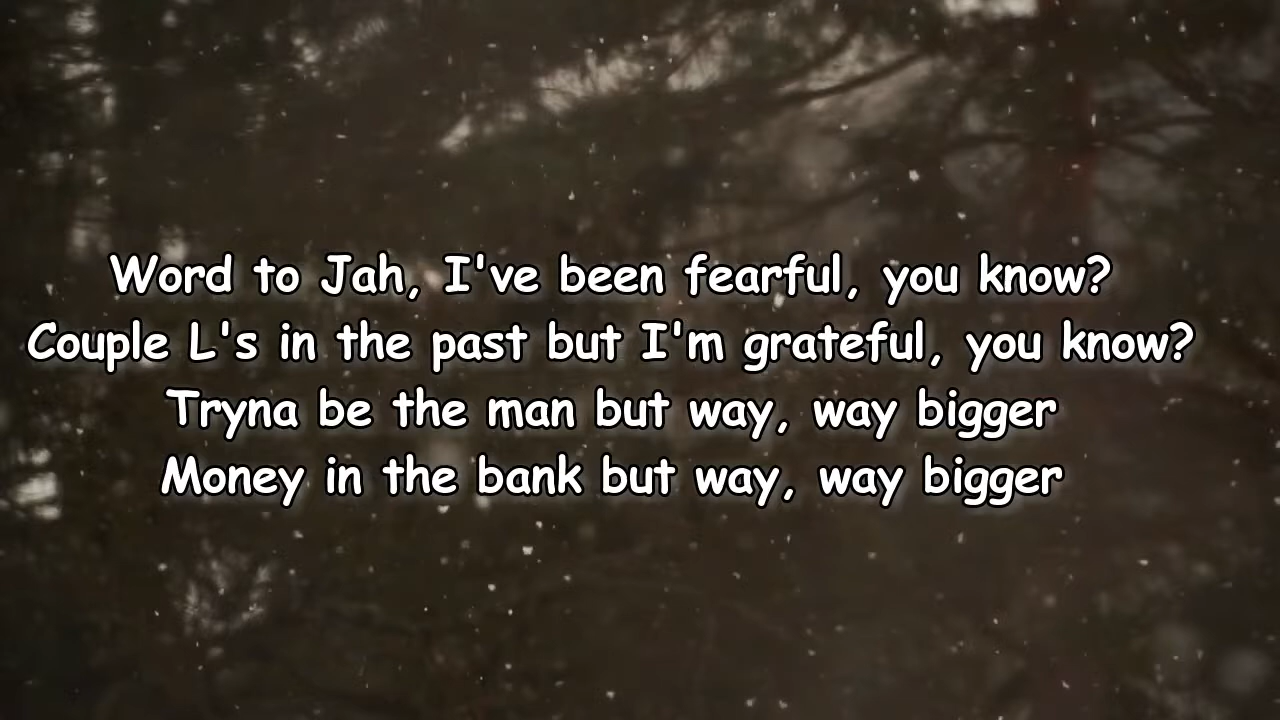 Word to Jah, I've been fearful, you know?
Couple L's in the past but I'm grateful, you know?
Tryna be the man but way, way bigger
Money in the bank but way, way bigger